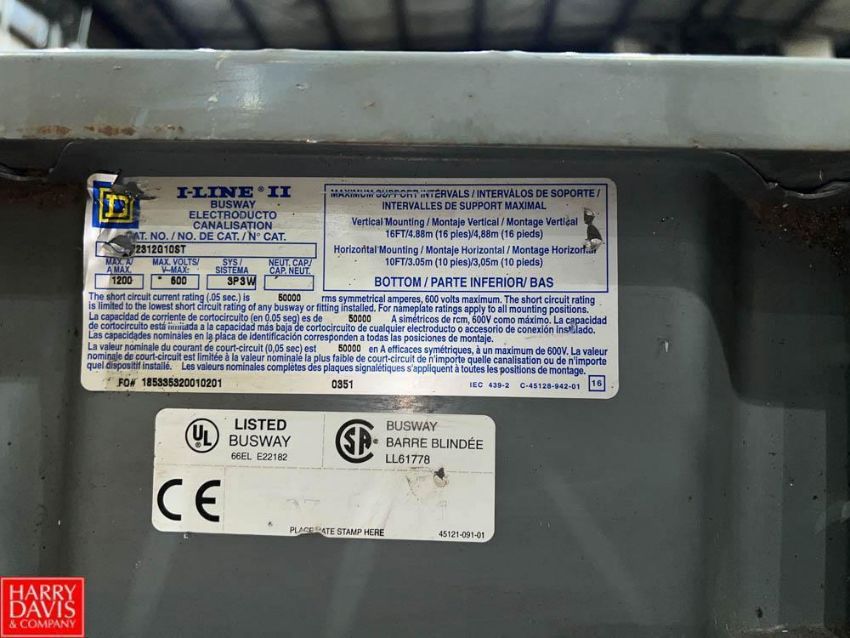 I-LINE® II
BUSWAY
ELECTRODUCTO
CANALISATION
CAT. NO. / NO. DE CAT. / N° CAT.
2312G10ST
MAX. A/
A MAX.
1200
MAX. VOLTS/
V~MAX:
~ 600
SYS /
SISTEMA
3P3W
NEUT. CAP./
CAP. NEUT.
MAXIMUM SUPPORT INTERVALS / INTERVÁLOS DE SOPORTE /
INTERVALLES DE SUPPORT MAXIMAL
Vertical Mounting / Montaje Vertical / Montage Vertical
16FT/4.88m (16 pies)/4,88m (16 pieds)
Horizontal Mounting / Montaje Horizontal / Montage Horizontal
10FT/3.05m (10 pies)/3,05m (10 pieds)
BOTTOM / PARTE INFERIOR/ BAS
The short circuit current rating (.05 sec.) is 50000 rms symmetrical amperes, 600 volts maximum. The short circuit rating
is limited to the lowest short circuit rating of any busway or fitting installed. For nameplate ratings apply to all mounting positions.
La capacidad de corriente de cortocircuito (en 0.05 seg) es de 50000 A simétricos de rcm, 600V como máximo. La capacidad
de cortocircuito está limitada a la capacidad más baja de cortocircuito de cualquier electroducto o accesorio de conexión instalado.
Las capacidades nominales en la placa de identificación corresponden a todas las posiciones de montaje.
La valeur nominale du courant de court-circuit (0,05 sec) est 50000 en A efficaces symétriques, à un maximum de 600V. La valeur
nominale de court-circuit est limitée à la valeur nominale la plus faible de court-circuit de n'importe quelle canalisation ou de n'importe
quel dispositif installé. Les valeurs nominales complètes des plaques signalétiques s'appliquent à toutes les positions de montage.
FO# 185335320010201 0351 IEC 439-2 C-45128-942-01 16
UL
LISTED
BUSWAY
66EL E22182
SA
BUSWAY
BARRE BLINDÉE
LL61778
CE
PLACE DATE STAMP HERE
45121-091-01
HARRY
DAVIS
& COMPANY